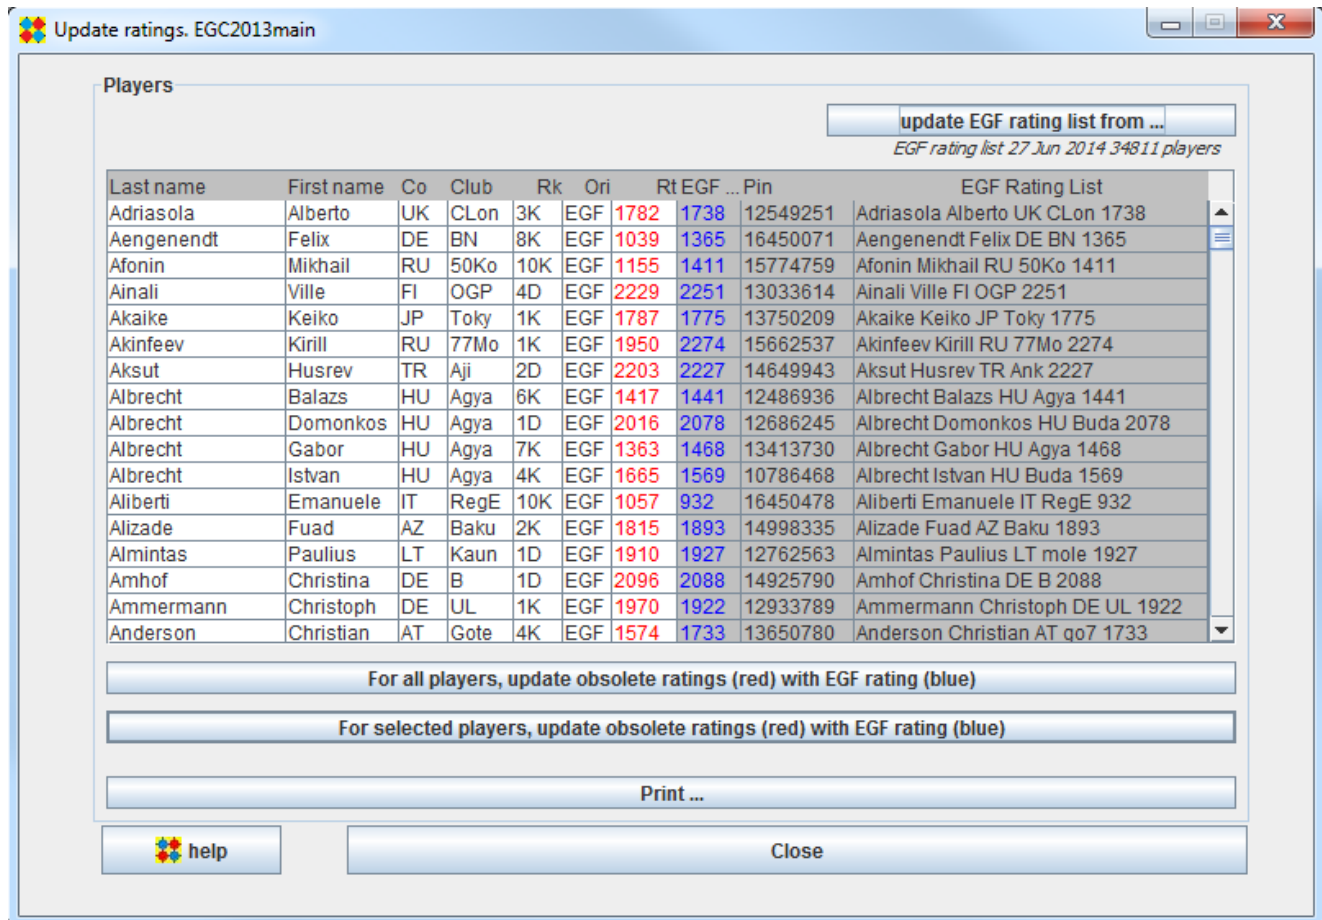 Update ratings. EGC2013main
Players
update EGF rating list from ...
EGF rating list 27 Jun 2014 34811 players
Last name First name Co Club Rk Ori Rt EGF ... Pin EGF Rating List
Adriasola Alberto UK CLon 3K EGF 1782 1738 12549251 Adriasola Alberto UK CLon 1738
Aengenendt Felix DE BN 8K EGF 1039 1365 16450071 Aengenendt Felix DE BN 1365
Afonin Mikhail RU 50Ko 10K EGF 1155 1411 15774759 Afonin Mikhail RU 50Ko 1411
Ainali Ville FI OGP 4D EGF 2229 2251 13033614 Ainali Ville FI OGP 2251
Akaike Keiko JP Toky 1K EGF 1787 1775 13750209 Akaike Keiko JP Toky 1775
Akinfeev Kirill RU 77Mo 1K EGF 1950 2274 15662537 Akinfeev Kirill RU 77Mo 2274
Aksut Husrev TR Aji 2D EGF 2203 2227 14649943 Aksut Husrev TR Ank 2227
Albrecht Balazs HU Agya 6K EGF 1417 1441 12486936 Albrecht Balazs HU Agya 1441
Albrecht Domonkos HU Agya 1D EGF 2016 2078 12686245 Albrecht Domonkos HU Buda 2078
Albrecht Gabor HU Agya 7K EGF 1363 1468 13413730 Albrecht Gabor HU Agya 1468
Albrecht Istvan HU Agya 4K EGF 1665 1569 10786468 Albrecht Istvan HU Buda 1569
Aliberti Emanuele IT RegE 10K EGF 1057 932 16450478 Aliberti Emanuele IT RegE 932
Alizade Fuad AZ Baku 2K EGF 1815 1893 14998335 Alizade Fuad AZ Baku 1893
Almintas Paulius LT Kaun 1D EGF 1910 1927 12762563 Almintas Paulius LT mole 1927
Amhof Christina DE B 1D EGF 2096 2088 14925790 Amhof Christina DE B 2088
Ammermann Christoph DE UL 1K EGF 1970 1922 12933789 Ammermann Christoph DE UL 1922
Anderson Christian AT Gote 4K EGF 1574 1733 13650780 Anderson Christian AT go7 1733
For all players, update obsolete ratings (red) with EGF rating (blue)
For selected players, update obsolete ratings (red) with EGF rating (blue)
Print ...
help
Close